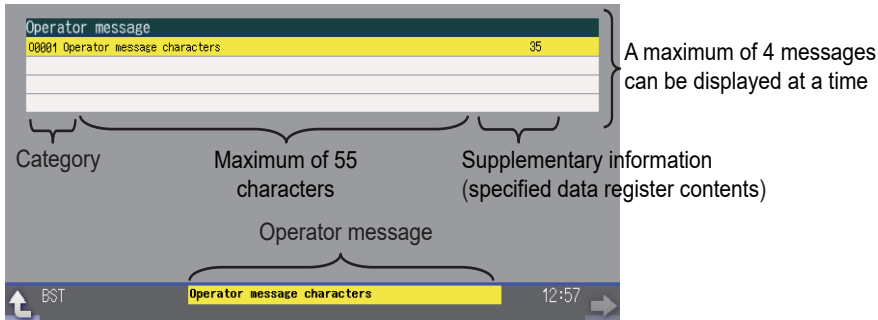 Operator message
O0001 Operator message characters 35
A maximum of 4 messages
can be displayed at a time
Category
Maximum of 55
characters
Supplementary information
(specified data register contents)
Operator message
BST Operator message characters 12:57